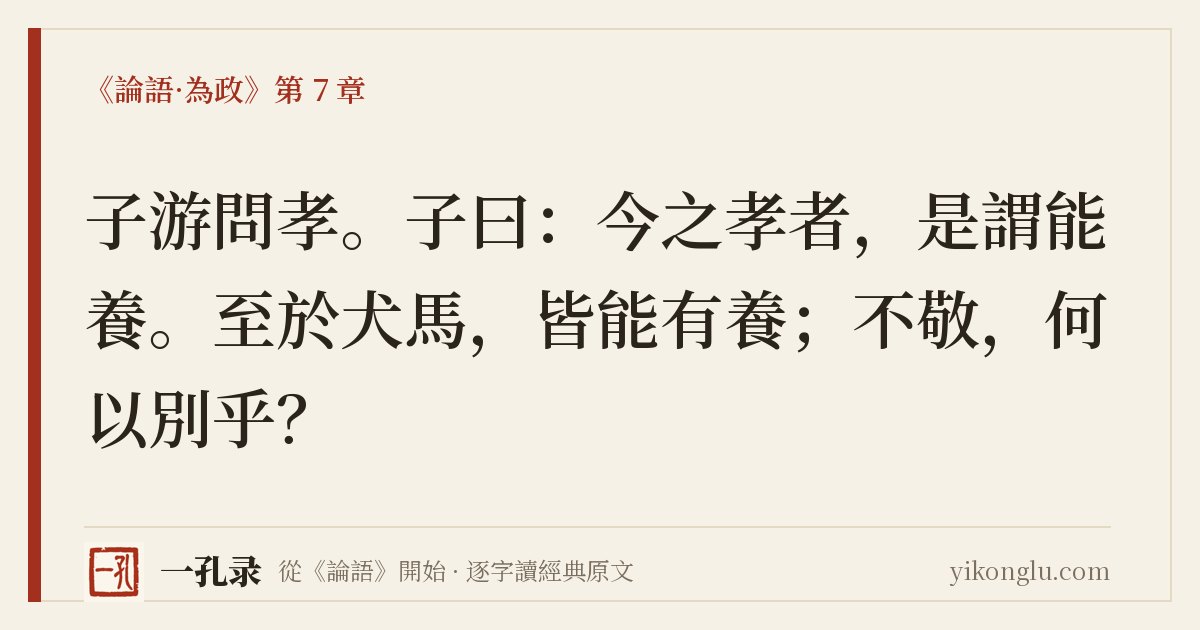 《論語·為政》第 7 章
子游問孝。子曰：今之孝者，是謂能
養。至於犬馬，皆能有養；不敬，何
以別乎？
一孔
一孔录 從《論語》開始 · 逐字讀經典原文 yikonglu.com